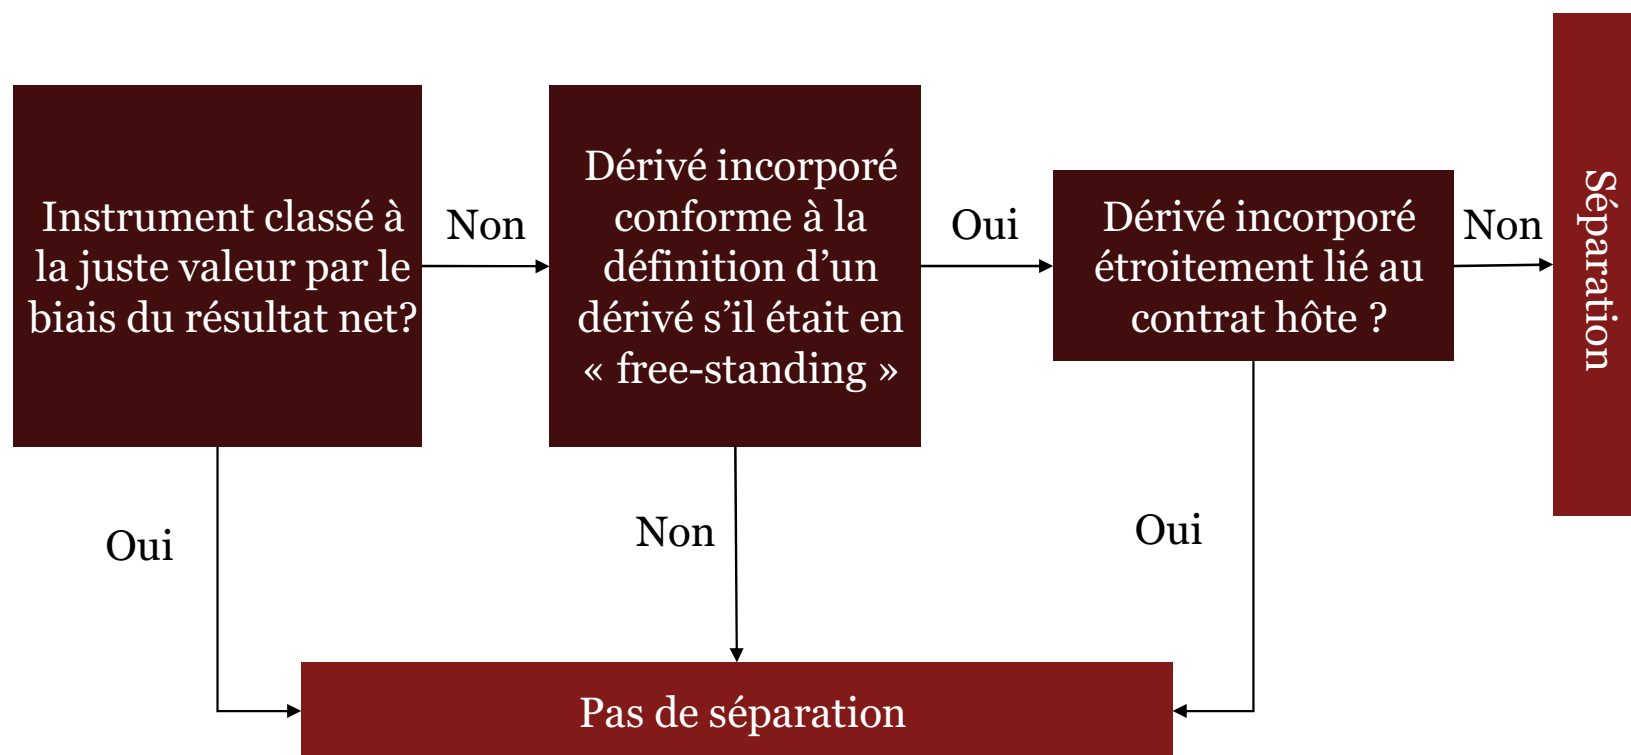 Instrument classé à
la juste valeur par le
biais du résultat net?
Non
Dérivé incorporé
conforme à la
définition d’un
dérivé s’il était en
« free-standing »
Oui
Dérivé incorporé
étroitement lié au
contrat hôte ?
Non
Séparation
Oui
Non
Oui
Pas de séparation